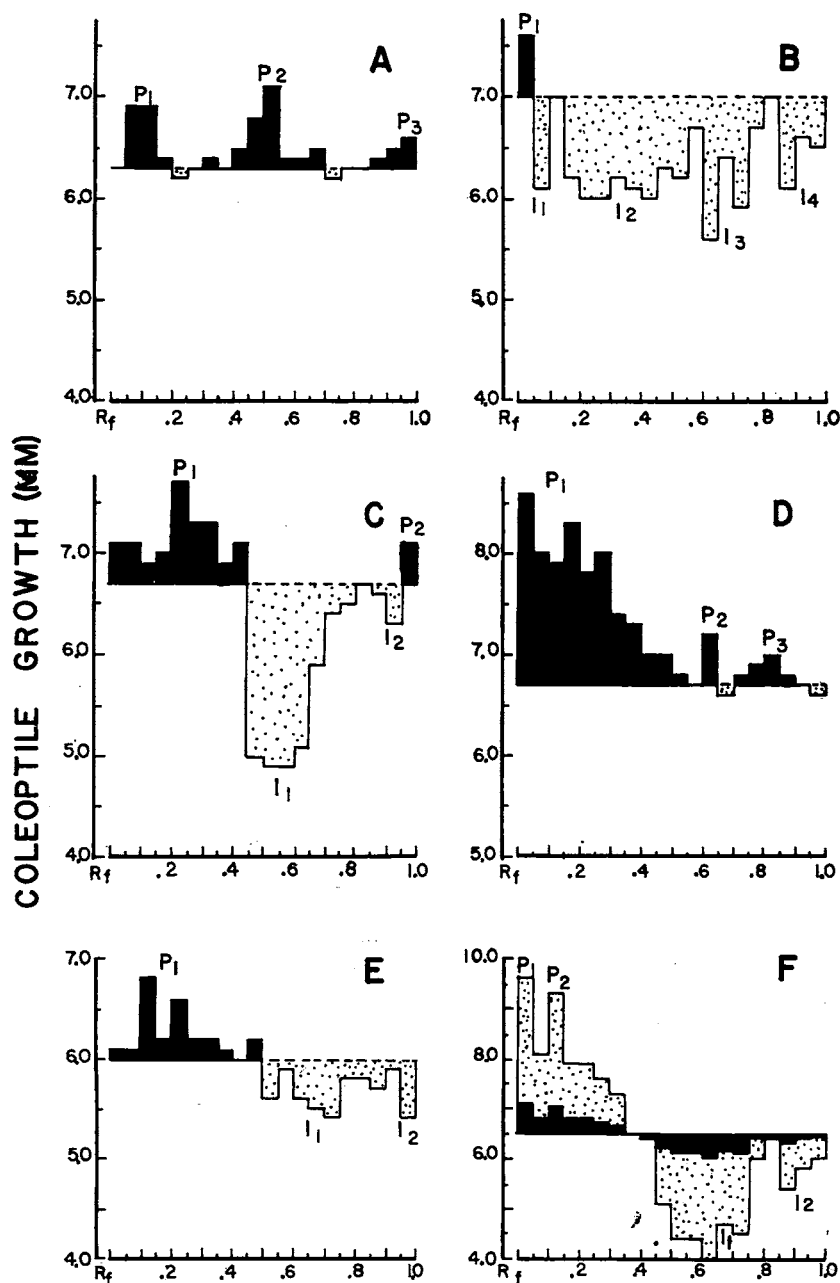 COLEOPTILE GROWTH (MM)
A
P1
P2
P3
7.0
6.0
5.0
4.0
Rf .2 .4 .6 .8 1.0
B
P1
I1
I2
I3
I4
7.0
6.0
5.0
4.0
Rf .2 .4 .6 .8 1.0
C
P1
P2
I1
I2
7.0
6.0
5.0
4.0
Rf .2 .4 .6 .8 1.0
D
P1
P2
P3
8.0
7.0
6.0
5.0
Rf .2 .4 .6 .8 1.0
E
P1
I1
I2
7.0
6.0
5.0
4.0
Rf .2 .4 .6 .8 1.0
F
P1
P2
I1
I2
10.0
8.0
6.0
4.0
Rf .2 .4 .6 .8 1.0